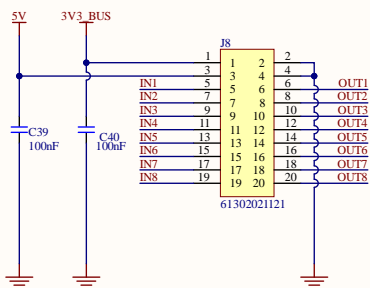 5V 3V3_BUS
J8
1 1 2 2
3 3 4 4
IN1 5 5 6 6 OUT1
IN2 7 7 8 8 OUT2
IN3 9 9 10 10 OUT3
IN4 11 11 12 12 OUT4
IN5 13 13 14 14 OUT5
IN6 15 15 16 16 OUT6
IN7 17 17 18 18 OUT7
IN8 19 19 20 20 OUT8
C39 C40
100nF 100nF
61302021121